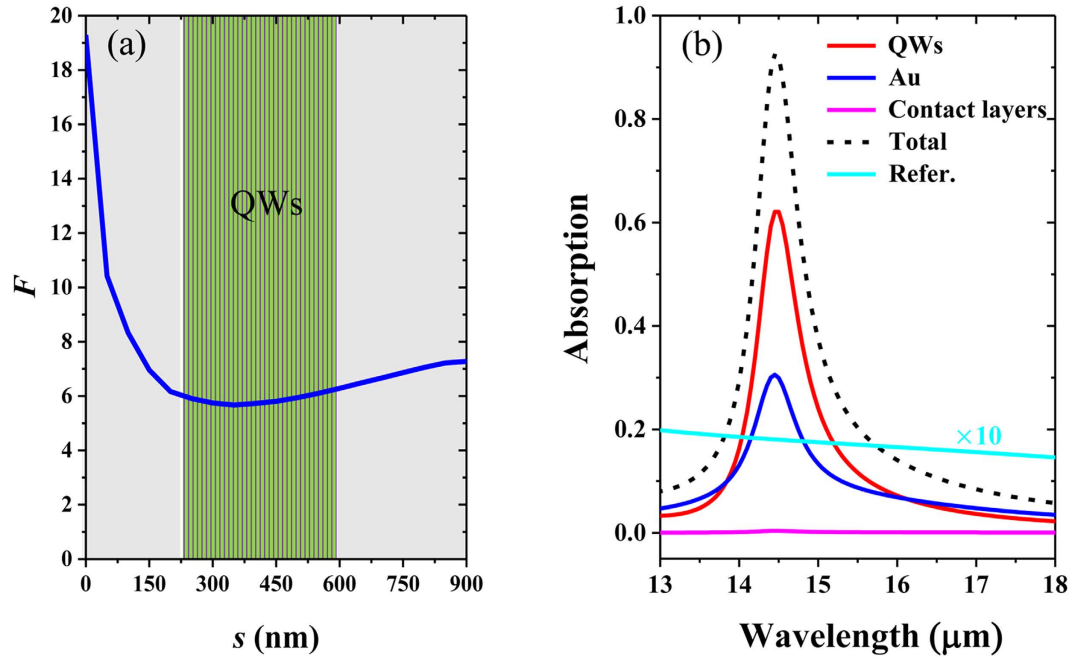 (a)
QWs
F
20
18
16
14
12
10
8
6
4
2
0
0 150 300 450 600 750 900
s (nm)
(b)
QWs
Au
Contact layers
Total
Refer.
×10
Absorption
1.0
0.8
0.6
0.4
0.2
0.0
13 14 15 16 17 18
Wavelength (μm)